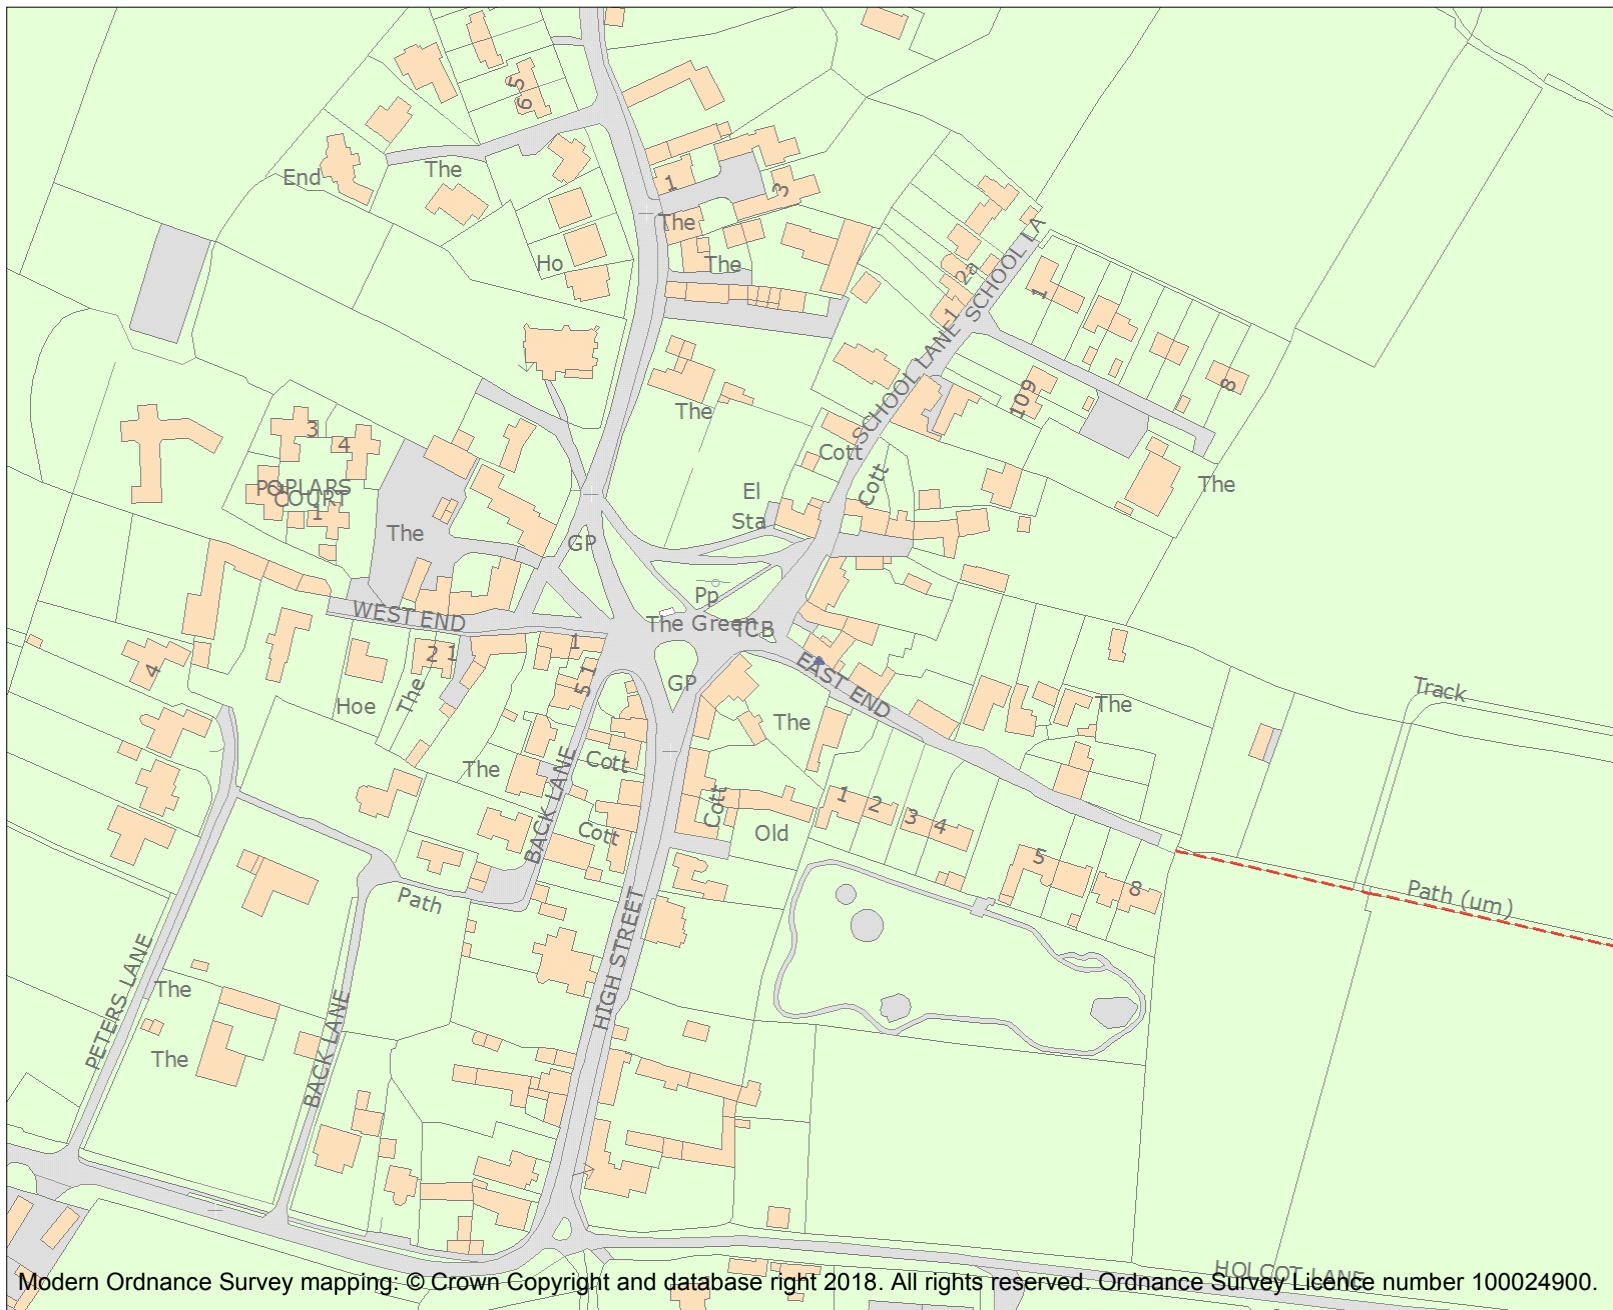 5
6
End
The
1
3
The
The
Ho
SCHOOL LA
2a
1
1
SCHOOL LANE
8
109
The
3
4
Cott
Cott
POPLARS
COURT
1
El
Sta
The
The
GP
Pp
WEST END
The Green
TCB
1
2 1
4
5 1
EAST END
GP
Hoe
The
The
The
Track
The
Cott
BACK LANE
Cott
Cott
1
2
3
4
Old
5
8
Path
Path (um)
HIGH STREET
PETERS LANE
The
BACK LANE
The
HOLCOT LANE
Modern Ordnance Survey mapping: © Crown Copyright and database right 2018. All rights reserved. Ordnance Survey Licence number 100024900.